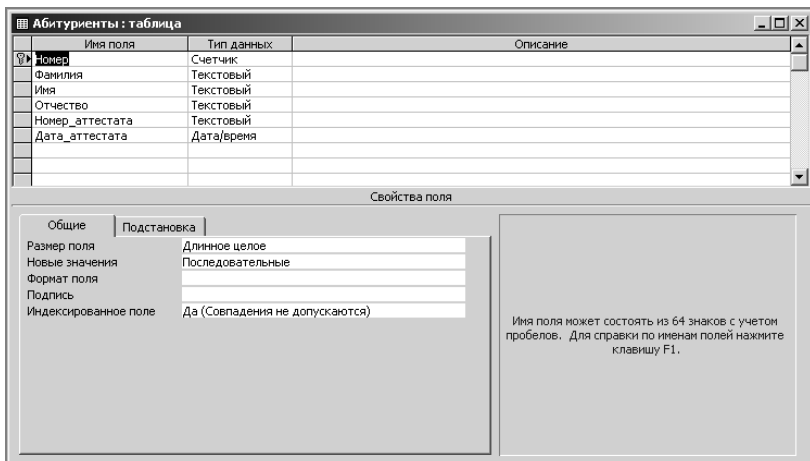 Абитуриенты : таблица
Имя поля Тип данных Описание
Номер Счетчик
Фамилия Текстовый
Имя Текстовый
Отчество Текстовый
Номер_аттестата Текстовый
Дата_аттестата Дата/время
Свойства поля
Общие Подстановка
Размер поля Длинное целое
Новые значения Последовательные
Формат поля
Подпись
Индексированное поле Да (Совпадения не допускаются)
Имя поля может состоять из 64 знаков с учетом
пробелов. Для справки по именам полей нажмите
клавишу F1.